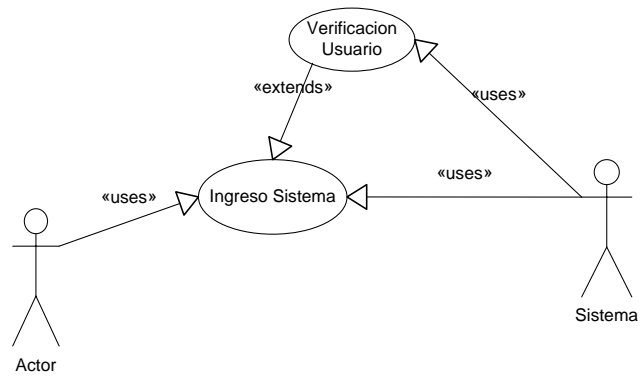 Verificacion
Usuario
«extends»
«uses»
«uses»
«uses»
Ingreso Sistema
Sistema
Actor